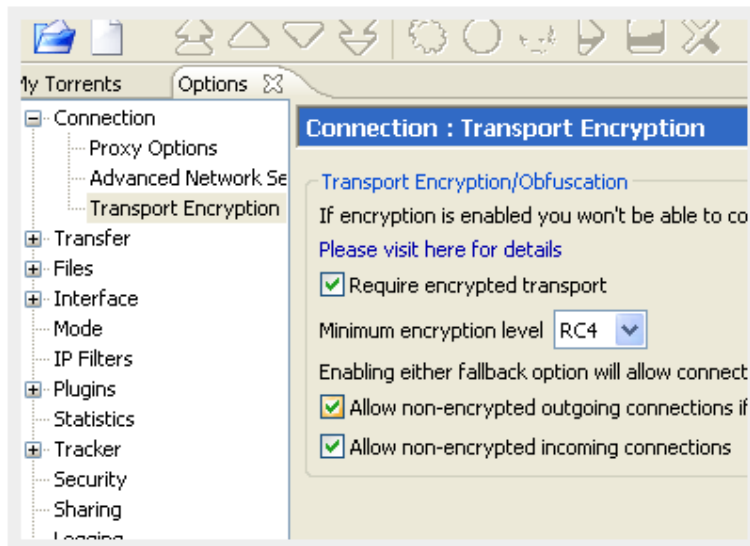 My Torrents
Options
Connection
Proxy Options
Advanced Network Se
Transport Encryption
Transfer
Files
Interface
Mode
IP Filters
Plugins
Statistics
Tracker
Security
Sharing
Logging
Connection : Transport Encryption
Transport Encryption/Obfuscation
If encryption is enabled you won't be able to co
Please visit here for details
Require encrypted transport
Minimum encryption level RC4
Enabling either fallback option will allow connect
Allow non-encrypted outgoing connections if
Allow non-encrypted incoming connections